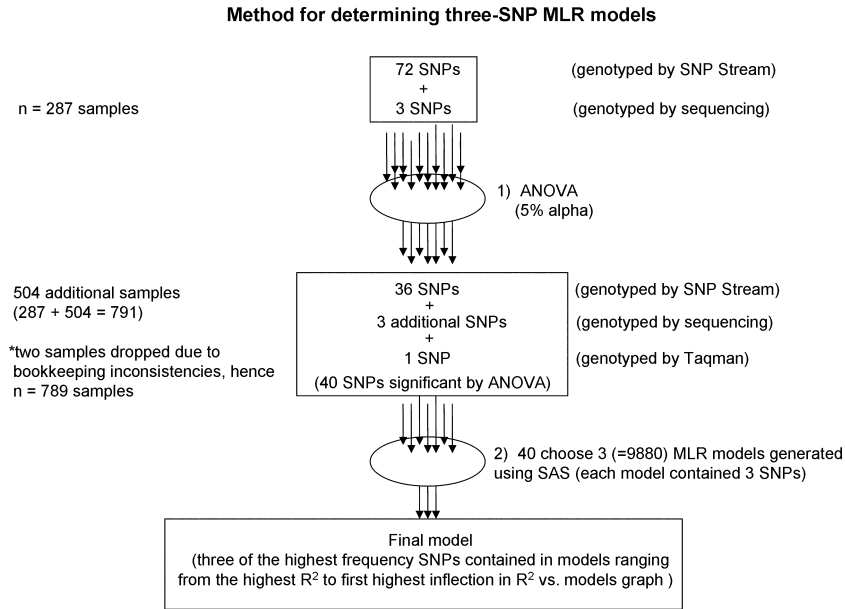 Method for determining three-SNP MLR models
72 SNPs (genotyped by SNP Stream)
+
n = 287 samples 3 SNPs (genotyped by sequencing)
1) ANOVA
(5% alpha)
504 additional samples 36 SNPs (genotyped by SNP Stream)
(287 + 504 = 791) +
3 additional SNPs (genotyped by sequencing)
*two samples dropped due to +
bookkeeping inconsistencies, hence 1 SNP (genotyped by Taqman)
n = 789 samples (40 SNPs significant by ANOVA)
2) 40 choose 3 (=9880) MLR models generated
using SAS (each model contained 3 SNPs)
Final model
(three of the highest frequency SNPs contained in models ranging
from the highest R² to first highest inflection in R² vs. models graph )